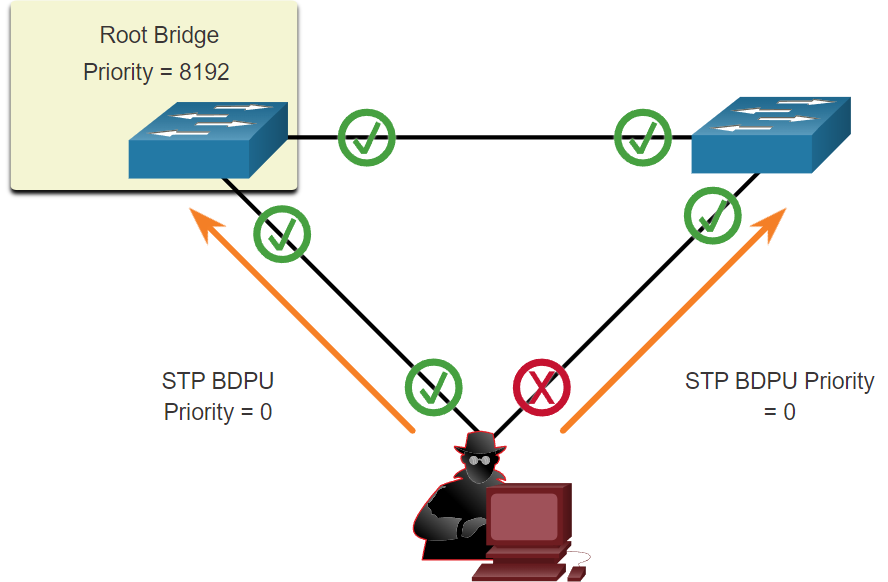 Root Bridge
Priority = 8192
STP BDPU
Priority = 0
STP BDPU Priority
= 0